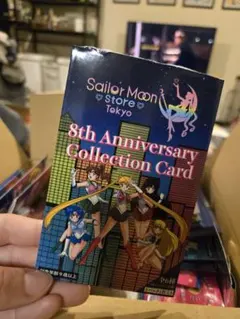 Sailor Moon
Store
Tokyo
8th Anniversary
Collection Card